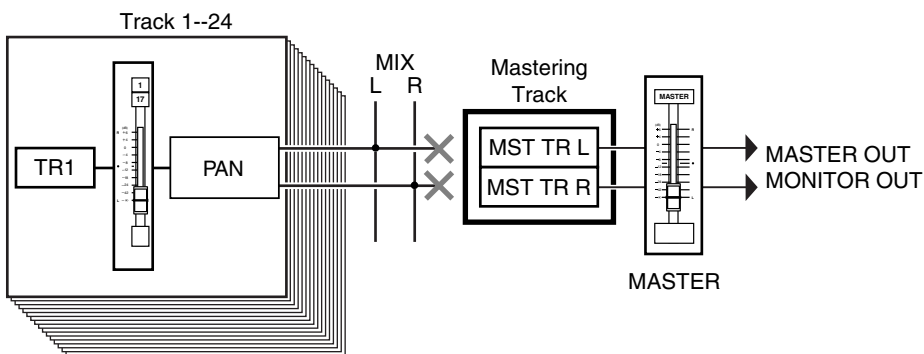 Track 1--24
MIX
L R
Mastering
Track
1
17
MASTER
TR1
PAN
MST TR L
MST TR R
MASTER OUT
MONITOR OUT
MASTER